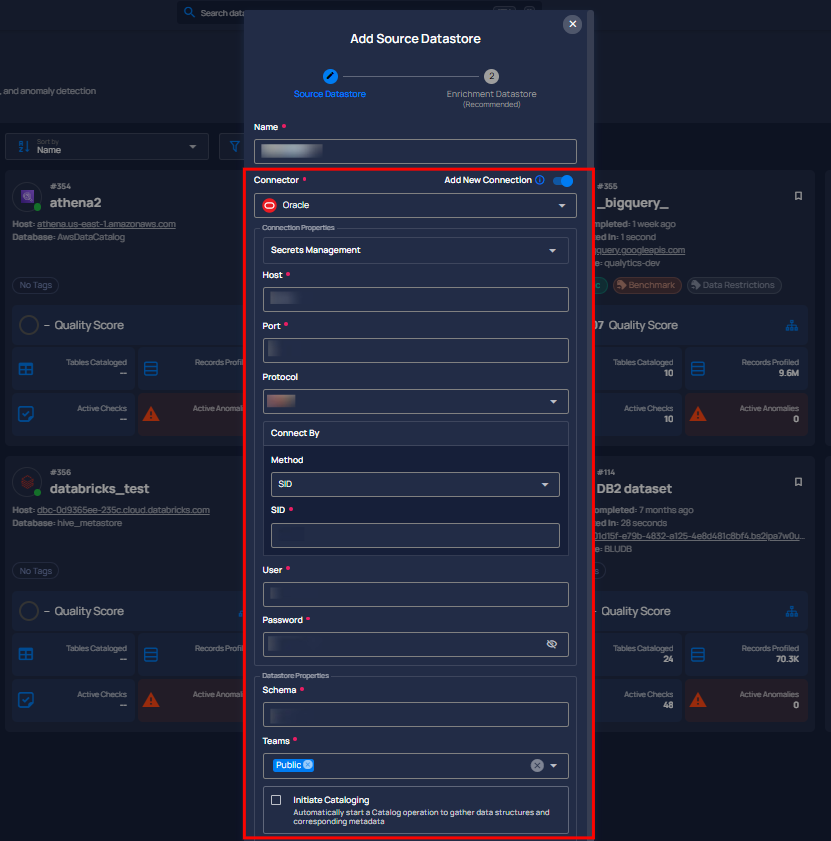 Search data
Add Source Datastore
2
Source Datastore
Enrichment Datastore
(Recommended)
, and anomaly detection
Sort by
Name
Name *
Connector *
Add New Connection
Oracle
Connection Properties
Secrets Management
Host *
Port *
Protocol
Connect By
Method
SID
SID *
User *
Password *
Datastore Properties
Schema *
Teams *
Public
Initiate Cataloging
Automatically start a Catalog operation to gather data structures and
corresponding metadata
#354
athena2
Host: athena.us-east-1.amazonaws.com
Database: AwsDataCatalog
No Tags
– Quality Score
Tables Cataloged
--
Records Profil
Active Checks
--
Active Anomal
#355
_bigquery_
mpleted: 1 week ago
ed In: 1 second
query.googleapis.com
e: qualytics-dev
c
Benchmark
Data Restrictions
07 Quality Score
Tables Cataloged
10
Records Profiled
9.6M
Active Checks
10
Active Anomalies
0
#356
databricks_test
Host: dbc-0d9365ee-235c.cloud.databricks.com
Database: hive_metastore
No Tags
– Quality Score
Tables Cataloged
--
Records Profil
Active Checks
--
Active Anomal
#114
DB2 dataset
ompleted: 7 months ago
ed In: 28 seconds
01d15f-e79b-4832-a125-4e8d481c8bf4.bs2lpa7w0u...
e: BLUDB
s
– Quality Score
Tables Cataloged
24
Records Profiled
70.3K
Active Checks
48
Active Anomalies
0